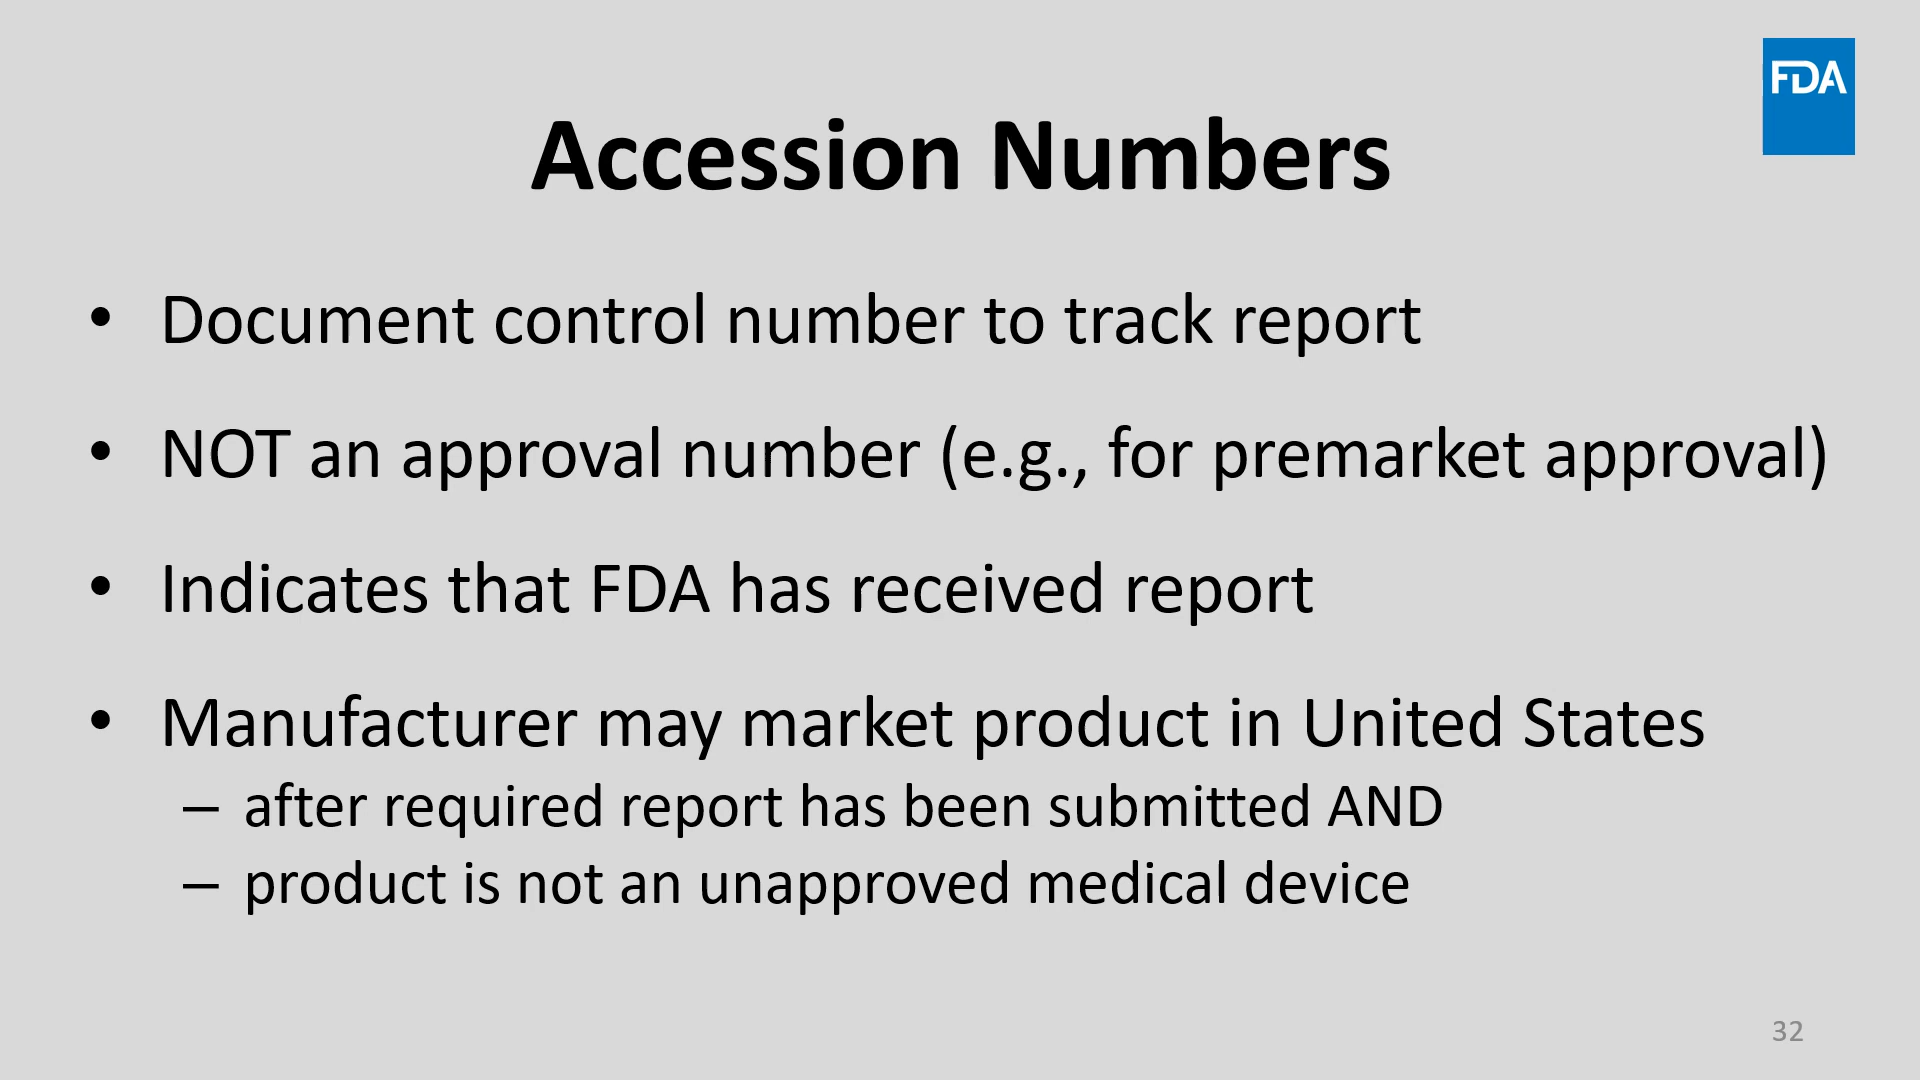 FDA
Accession Numbers
• Document control number to track report
• NOT an approval number (e.g., for premarket approval)
• Indicates that FDA has received report
• Manufacturer may market product in United States
– after required report has been submitted AND
– product is not an unapproved medical device
32